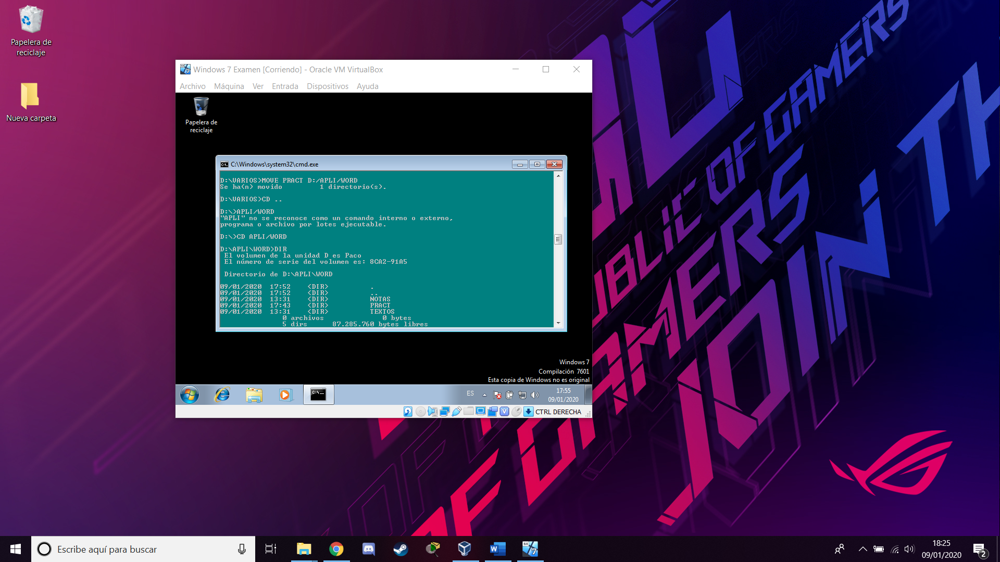 Papelera de
reciclaje
Nueva carpeta
Windows 7 Examen [Corriendo] - Oracle VM VirtualBox
Archivo Máquina Ver Entrada Dispositivos Ayuda
Papelera de
reciclaje
C:\Windows\system32\cmd.exe
D:\VARIOS>MOVE PRACT D:/APLI/WORD
Se ha(n) movido 1 directorio(s).
D:\VARIOS>CD ..
D:\>APLI/WORD
"APLI" no se reconoce como un comando interno o externo,
programa o archivo por lotes ejecutable.
D:\>CD APLI/WORD
D:\APLI\WORD>DIR
El volumen de la unidad D es Paco
El número de serie del volumen es: 8CA2-91A5
Directorio de D:\APLI\WORD
09/01/2020 17:52 <DIR> .
09/01/2020 17:52 <DIR> ..
09/01/2020 13:31 <DIR> NOTAS
09/01/2020 17:43 <DIR> PRACT
09/01/2020 13:31 <DIR> TEXTOS
0 archivos 0 bytes
5 dirs 87.285.760 bytes libres
Windows 7
Compilación 7601
Esta copia de Windows no es original
ES
17:55
09/01/2020
CTRL DERECHA
REPUBLIC OF GAMERS
OF GAMERS
JOIN TH
Escribe aquí para buscar
18:25
09/01/2020
2